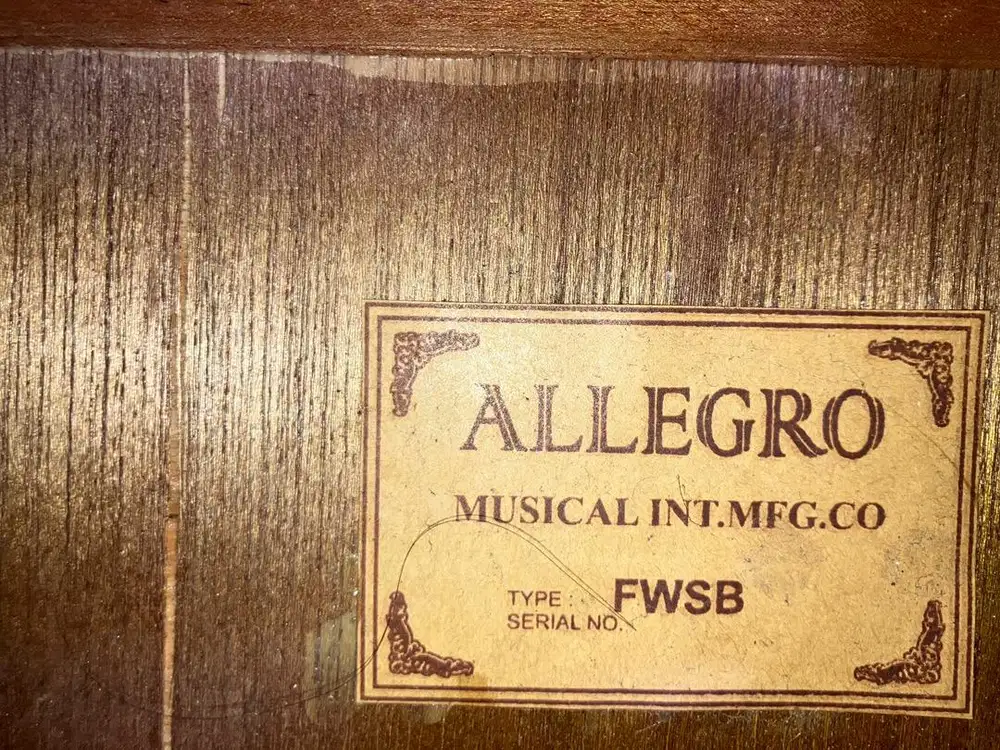 ALLEGRO
MUSICAL INT.MFG.CO
TYPE : FWSB
SERIAL NO.